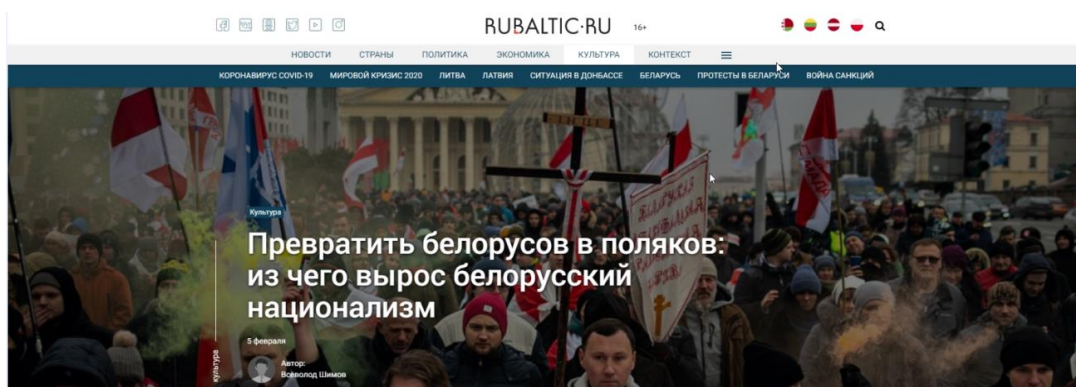 RUBALTIC·RU 16+
НОВОСТИ СТРАНЫ ПОЛИТИКА ЭКОНОМИКА КУЛЬТУРА КОНТЕКСТ
КОРОНАВИРУС COVID-19 МИРОВОЙ КРИЗИС 2020 ЛИТВА ЛАТВИЯ СИТУАЦИЯ В ДОНБАССЕ БЕЛАРУСЬ ПРОТЕСТЫ В БЕЛАРУСИ ВОЙНА САНКЦИЙ
Культура
Превратить белорусов в поляков:
из чего вырос белорусский
национализм
5 февраля
Автор:
Всеволод Шимов
культура